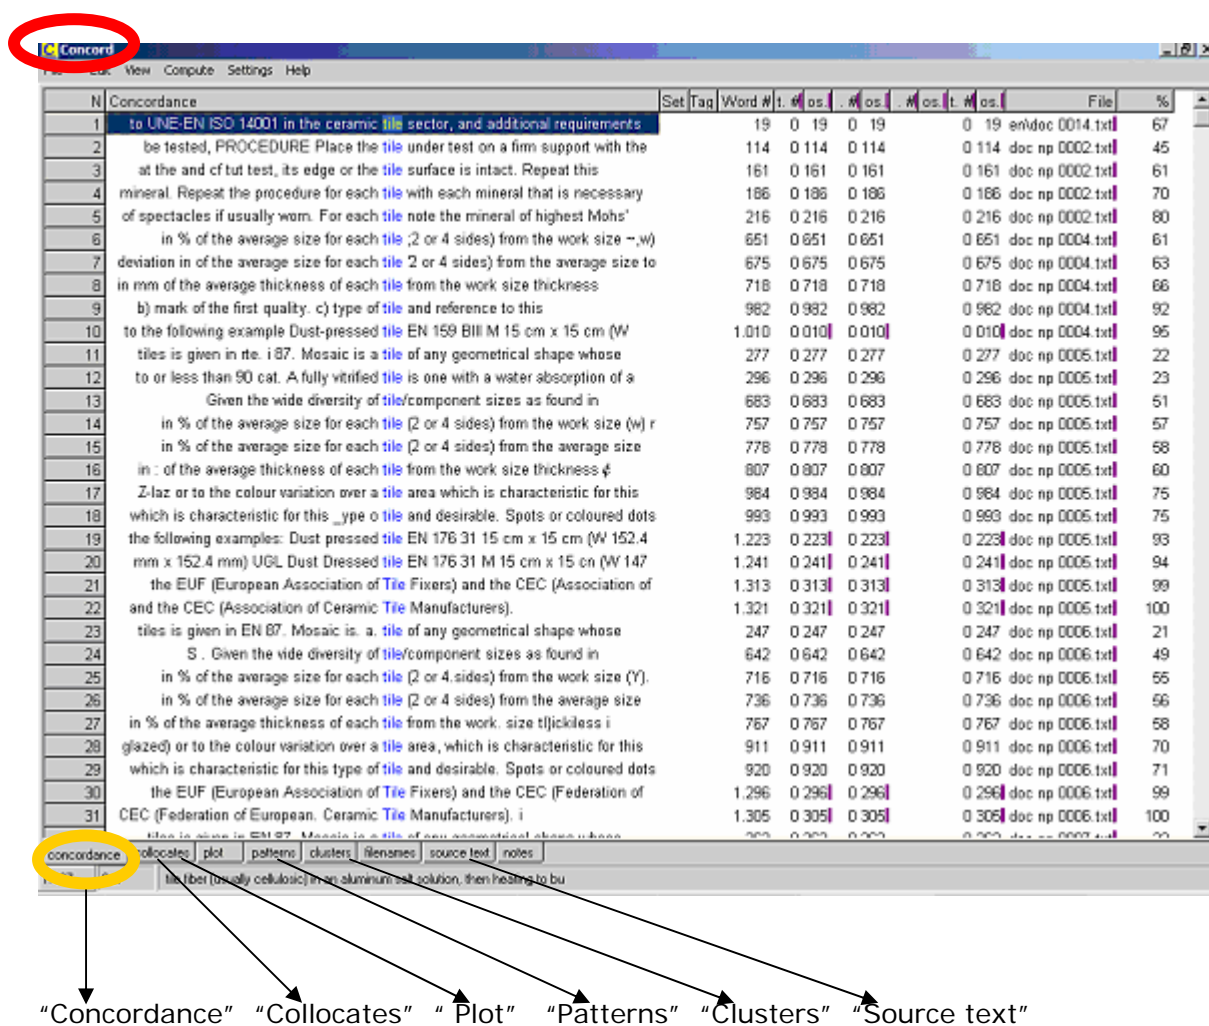 Concord
View Compute Settings Help
N Concordance Set Tag Word # t. # os. . # os. . # os. t. # os. File %
1 to UNE-EN ISO 14001 in the ceramic tile sector, and additional requirements 19 0 19 0 19 0 19 en\doc 0014.txt 67
2 be tested, PROCEDURE Place the tile under test on a firm support with the 114 0 114 0 114 0 114 doc np 0002.txt 45
3 at the and cf tut test, its edge or the tile surface is intact. Repeat this 161 0 161 0 161 0 161 doc np 0002.txt 61
4 mineral. Repeat the procedure for each tile with each mineral that is necessary 186 0 186 0 186 0 186 doc np 0002.txt 70
5 of spectacles if usually worn. For each tile note the mineral of highest Mohs' 216 0 216 0 216 0 216 doc np 0002.txt 80
6 in % of the average size for each tile ;2 or 4 sides) from the work size ~,w) 651 0 651 0 651 0 651 doc np 0004.txt 61
7 deviation in of the average size for each tile 2 or 4 sides) from the average size to 675 0 675 0 675 0 675 doc np 0004.txt 63
8 in mm of the average thickness of each tile from the work size thickness 718 0 718 0 718 0 718 doc np 0004.txt 66
9 b) mark of the first quality. c) type of tile and reference to this 982 0 982 0 982 0 982 doc np 0004.txt 92
10 to the following example Dust-pressed tile EN 159 BIII M 15 cm x 15 cm (W 1.010 0 010 0 010 0 010 doc np 0004.txt 95
11 tiles is given in rte. i 87. Mosaic is a tile of any geometrical shape whose 277 0 277 0 277 0 277 doc np 0005.txt 22
12 to or less than 90 cat. A fully vitrified tile is one with a water absorption of a 296 0 296 0 296 0 296 doc np 0005.txt 23
13 Given the wide diversity of tile/component sizes as found in 683 0 683 0 683 0 683 doc np 0005.txt 51
14 in % of the average size for each tile (2 or 4 sides) from the work size (w) r 757 0 757 0 757 0 757 doc np 0005.txt 57
15 in % of the average size for each tile (2 or 4 sides) from the average size 778 0 778 0 778 0 778 doc np 0005.txt 58
16 in : of the average thickness of each tile from the work size thickness ¢ 807 0 807 0 807 0 807 doc np 0005.txt 60
17 Z-laz or to the colour variation over a tile area which is characteristic for this 984 0 984 0 984 0 984 doc np 0005.txt 75
18 which is characteristic for this _ype o tile and desirable. Spots or coloured dots 993 0 993 0 993 0 993 doc np 0005.txt 75
19 the following examples: Dust pressed tile EN 176 31 15 cm x 15 cm (W 152.4 1.223 0 223 0 223 0 223 doc np 0005.txt 93
20 mm x 152.4 mm) UGL Dust Dressed tile EN 176 31 M 15 cm x 15 cn (W 147 1.241 0 241 0 241 0 241 doc np 0005.txt 94
21 the EUF (European Association of Tile Fixers) and the CEC (Association of 1.313 0 313 0 313 0 313 doc np 0005.txt 99
22 and the CEC (Association of Ceramic Tile Manufacturers). 1.321 0 321 0 321 0 321 doc np 0005.txt 100
23 tiles is given in EN 87. Mosaic is. a. tile of any geometrical shape whose 247 0 247 0 247 0 247 doc np 0006.txt 21
24 S . Given the vide diversity of tile/component sizes as found in 642 0 642 0 642 0 642 doc np 0006.txt 49
25 in % of the average size for each tile (2 or 4.sides) from the work size (Y). 716 0 716 0 716 0 716 doc np 0006.txt 55
26 in % of the average size for each tile (2 or 4 sides) from the average size 736 0 736 0 736 0 736 doc np 0006.txt 56
27 in % of the average thickness of each tile from the work. size tl]ickiless i 767 0 767 0 767 0 767 doc np 0006.txt 58
28 glazed) or to the colour variation over a tile area, which is characteristic for this 911 0 911 0 911 0 911 doc np 0006.txt 70
29 which is characteristic for this type of tile and desirable. Spots or coloured dots 920 0 920 0 920 0 920 doc np 0006.txt 71
30 the EUF (European Association of Tile Fixers) and the CEC (Federation of 1.296 0 296 0 296 0 296 doc np 0006.txt 99
31 CEC (Federation of European. Ceramic Tile Manufacturers). i 1.305 0 305 0 305 0 305 doc np 0006.txt 100
concordance collocates plot patterns clusters filenames source text notes
tile fiber (usually cellulosic) in an aluminum salt solution, then heating to bu
"Concordance" "Collocates" " Plot" "Patterns" "Clusters" "Source text"